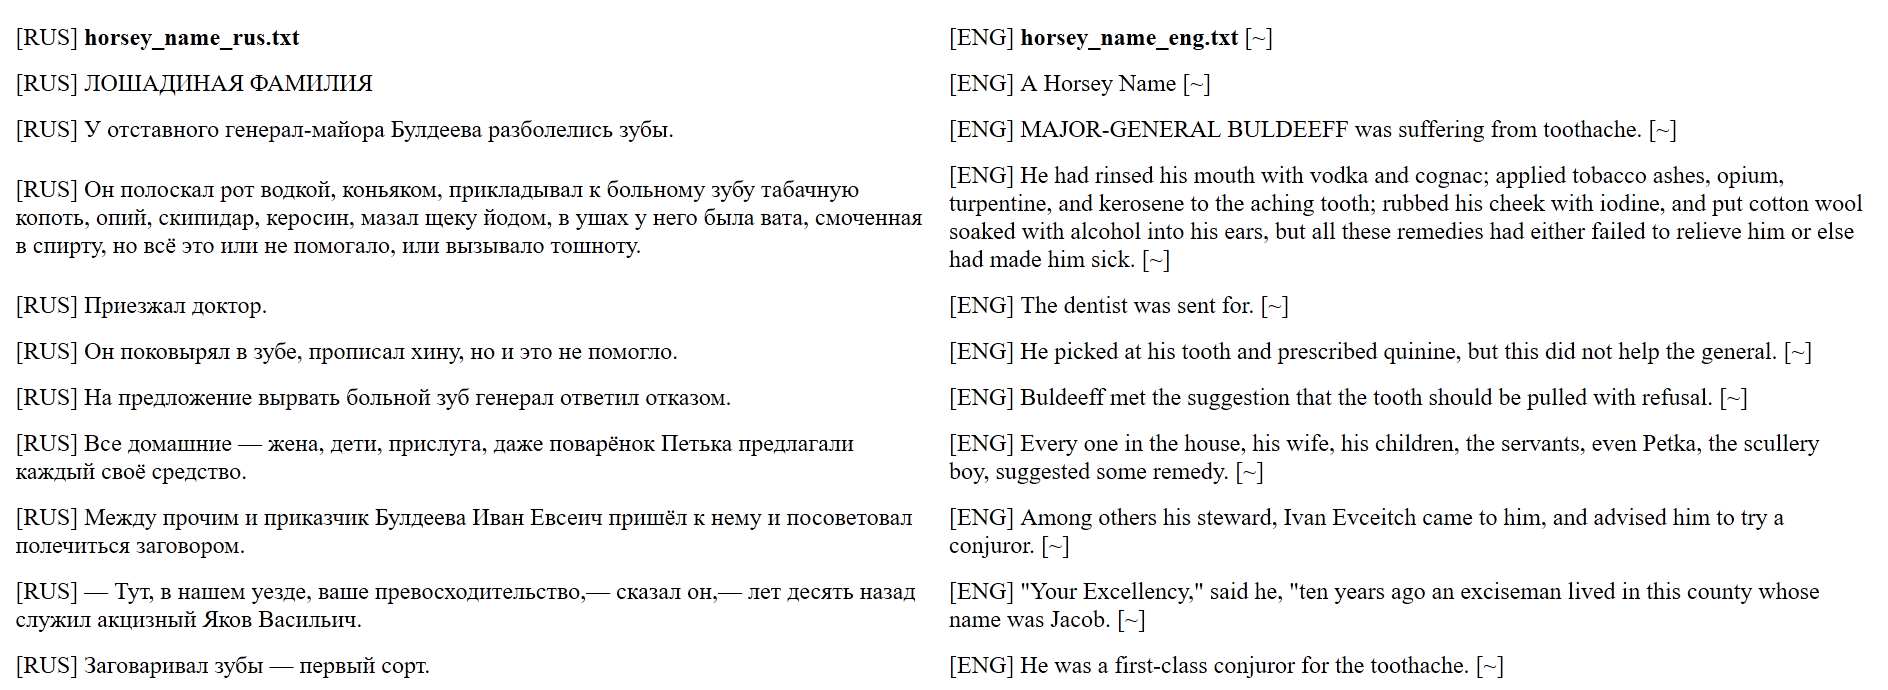 [RUS] horsey_name_rus.txt
[ENG] horsey_name_eng.txt [~]
[RUS] ЛОШАДИНАЯ ФАМИЛИЯ
[ENG] A Horsey Name [~]
[RUS] У отставного генерал-майора Булдеева разболелись зубы.
[ENG] MAJOR-GENERAL BULDEEFF was suffering from toothache. [~]
[RUS] Он полоскал рот водкой, коньяком, прикладывал к больному зубу табачную
копоть, опий, скипидар, керосин, мазал щеку йодом, в ушах у него была вата, смоченная
в спирту, но всё это или не помогало, или вызывало тошноту.
[ENG] He had rinsed his mouth with vodka and cognac; applied tobacco ashes, opium,
turpentine, and kerosene to the aching tooth; rubbed his cheek with iodine, and put cotton wool
soaked with alcohol into his ears, but all these remedies had either failed to relieve him or else
had made him sick. [~]
[RUS] Приезжал доктор.
[ENG] The dentist was sent for. [~]
[RUS] Он поковырял в зубе, прописал хину, но и это не помогло.
[ENG] He picked at his tooth and prescribed quinine, but this did not help the general. [~]
[RUS] На предложение вырвать больной зуб генерал ответил отказом.
[ENG] Buldeeff met the suggestion that the tooth should be pulled with refusal. [~]
[RUS] Все домашние — жена, дети, прислуга, даже поварёнок Петька предлагали
каждый своё средство.
[ENG] Every one in the house, his wife, his children, the servants, even Petka, the scullery
boy, suggested some remedy. [~]
[RUS] Между прочим и приказчик Булдеева Иван Евсеич пришёл к нему и посоветовал
полечиться заговором.
[ENG] Among others his steward, Ivan Evceitch came to him, and advised him to try a
conjuror. [~]
[RUS] — Тут, в нашем уезде, ваше превосходительство,— сказал он,— лет десять назад
служил акцизный Яков Васильич.
[ENG] "Your Excellency," said he, "ten years ago an exciseman lived in this county whose
name was Jacob. [~]
[RUS] Заговаривал зубы — первый сорт.
[ENG] He was a first-class conjuror for the toothache. [~]